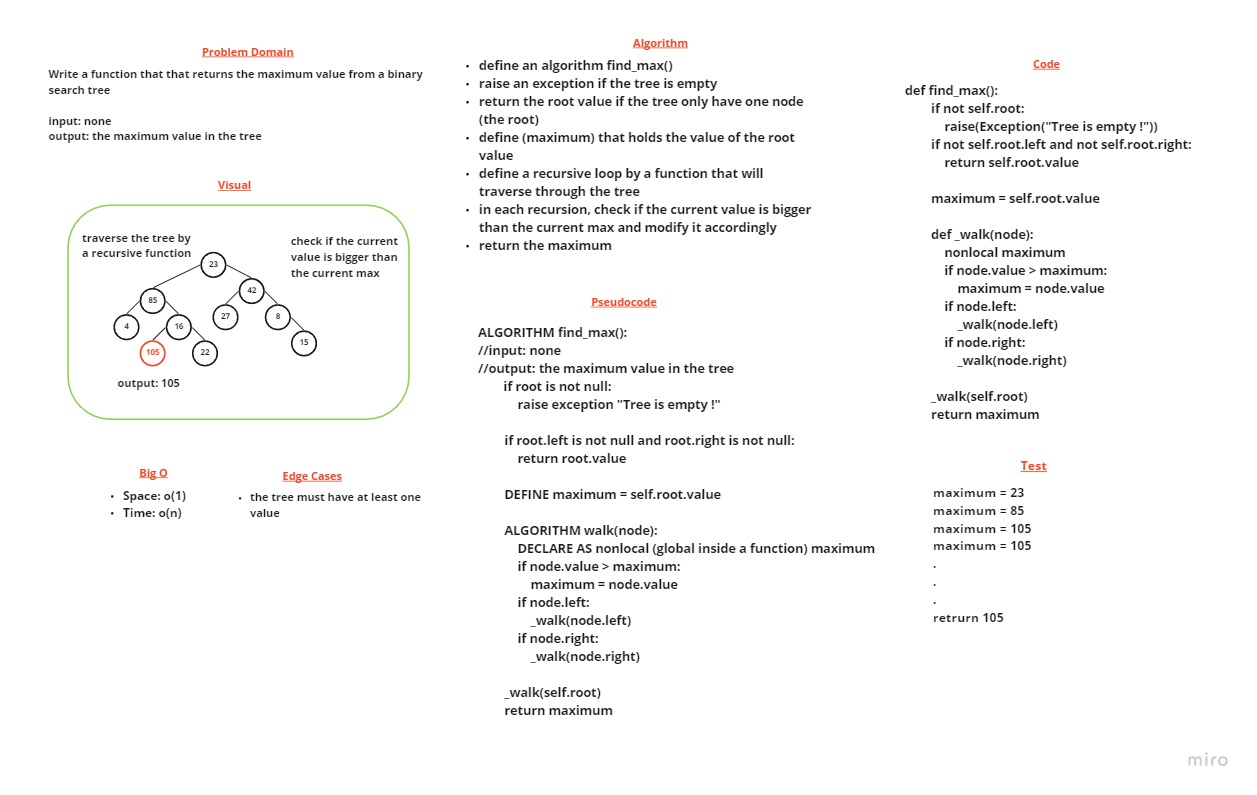 Problem Domain
Write a function that that returns the maximum value from a binary
search tree
input: none
output: the maximum value in the tree
Visual
traverse the tree by
a recursive function
check if the current
value is bigger than
the current max
23
85
42
4
16
27
8
105
22
15
output: 105
Big O
• Space: o(1)
• Time: o(n)
Edge Cases
• the tree must have at least one
value
Algorithm
• define an algorithm find_max()
• raise an exception if the tree is empty
• return the root value if the tree only have one node
(the root)
• define (maximum) that holds the value of the root
value
• define a recursive loop by a function that will
traverse through the tree
• in each recursion, check if the current value is bigger
than the current max and modify it accordingly
• return the maximum
Pseudocode
ALGORITHM find_max():
//input: none
//output: the maximum value in the tree
if root is not null:
raise exception "Tree is empty !"
if root.left is not null and root.right is not null:
return root.value
DEFINE maximum = self.root.value
ALGORITHM walk(node):
DECLARE AS nonlocal (global inside a function) maximum
if node.value > maximum:
maximum = node.value
if node.left:
_walk(node.left)
if node.right:
_walk(node.right)
_walk(self.root)
return maximum
Code
def find_max():
if not self.root:
raise(Exception("Tree is empty !"))
if not self.root.left and not self.root.right:
return self.root.value
maximum = self.root.value
def _walk(node):
nonlocal maximum
if node.value > maximum:
maximum = node.value
if node.left:
_walk(node.left)
if node.right:
_walk(node.right)
_walk(self.root)
return maximum
Test
maximum = 23
maximum = 85
maximum = 105
maximum = 105
.
.
.
retrurn 105
miro